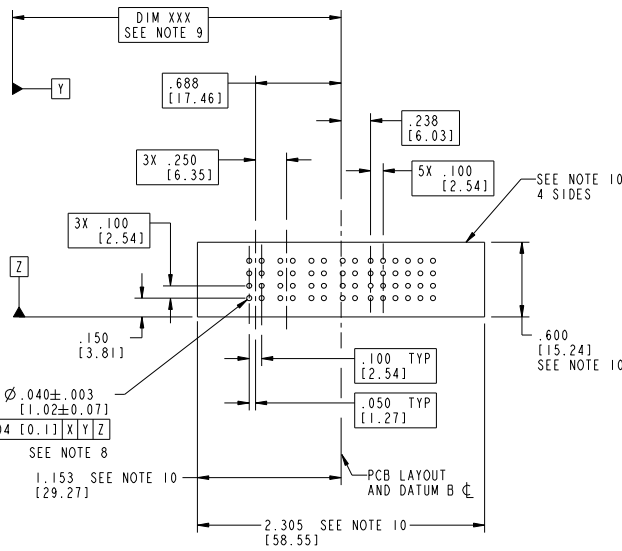 DIM XXX
SEE NOTE 9
Y
.688
[17.46]
.238
[6.03]
3X .250
[6.35]
5X .100
[2.54]
SEE NOTE 10
4 SIDES
3X .100
[2.54]
Z
.150
[3.81]
.600
[15.24]
SEE NOTE 10
.100 TYP
[2.54]
Ø.040±.003
[1.02±0.07]
.050 TYP
[1.27]
04 [0.1] X Y Z
SEE NOTE 8
1.153 SEE NOTE 10
[29.27]
PCB LAYOUT
AND DATUM B ℄
2.305 SEE NOTE 10
[58.55]